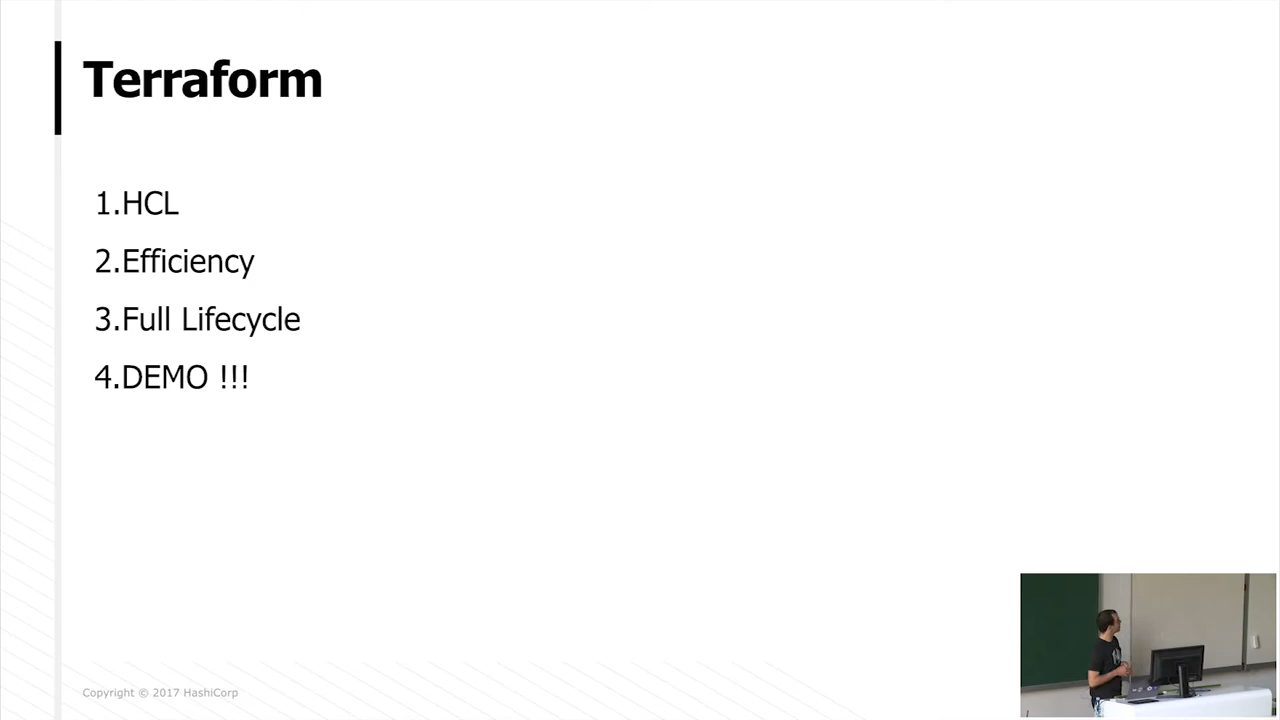 Terraform
1.HCL
2.Efficiency
3.Full Lifecycle
4.DEMO !!!
Copyright © 2017 HashiCorp